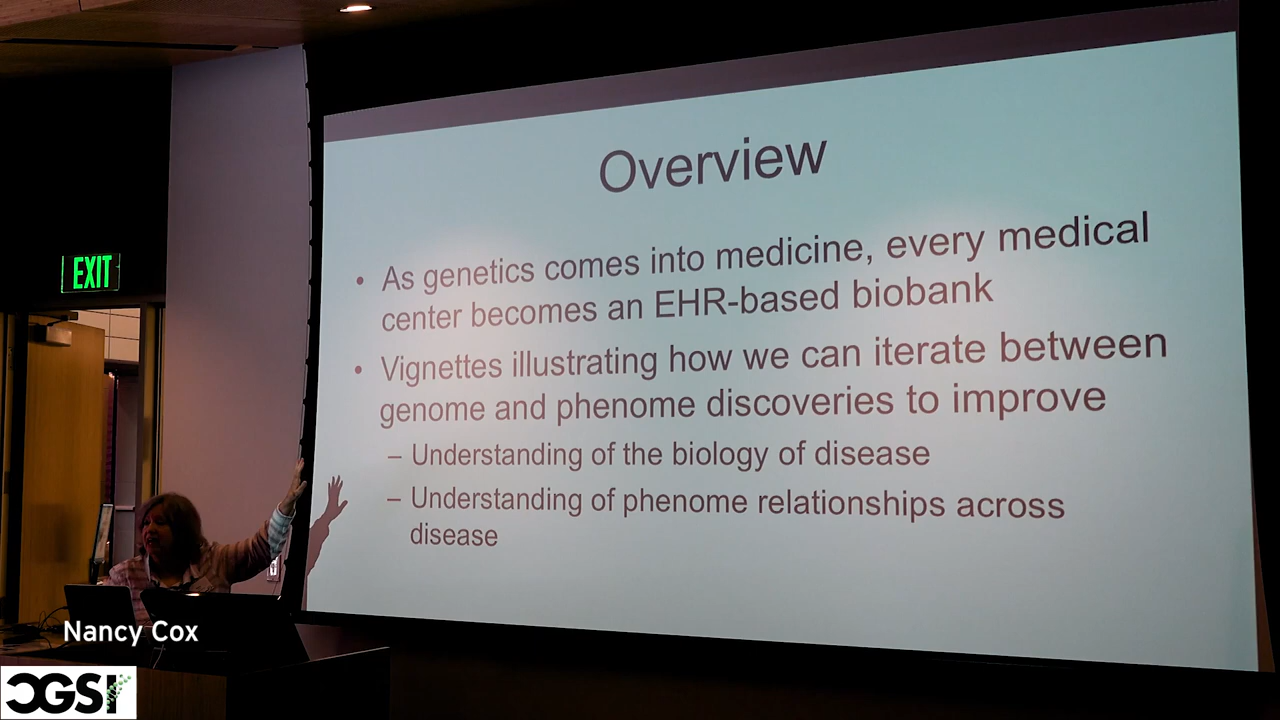 Overview
• As genetics comes into medicine, every medical
center becomes an EHR-based biobank
• Vignettes illustrating how we can iterate between
genome and phenome discoveries to improve
– Understanding of the biology of disease
– Understanding of phenome relationships across
disease
EXIT
Nancy Cox
CGSI